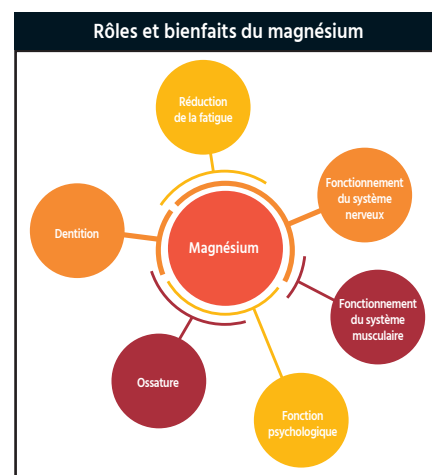 Rôles et bienfaits du magnésium
Réduction
de la fatigue
Fonctionnement
du système
nerveux
Dentition
Magnésium
Fonctionnement
du système
musculaire
Ossature
Fonction
psychologique